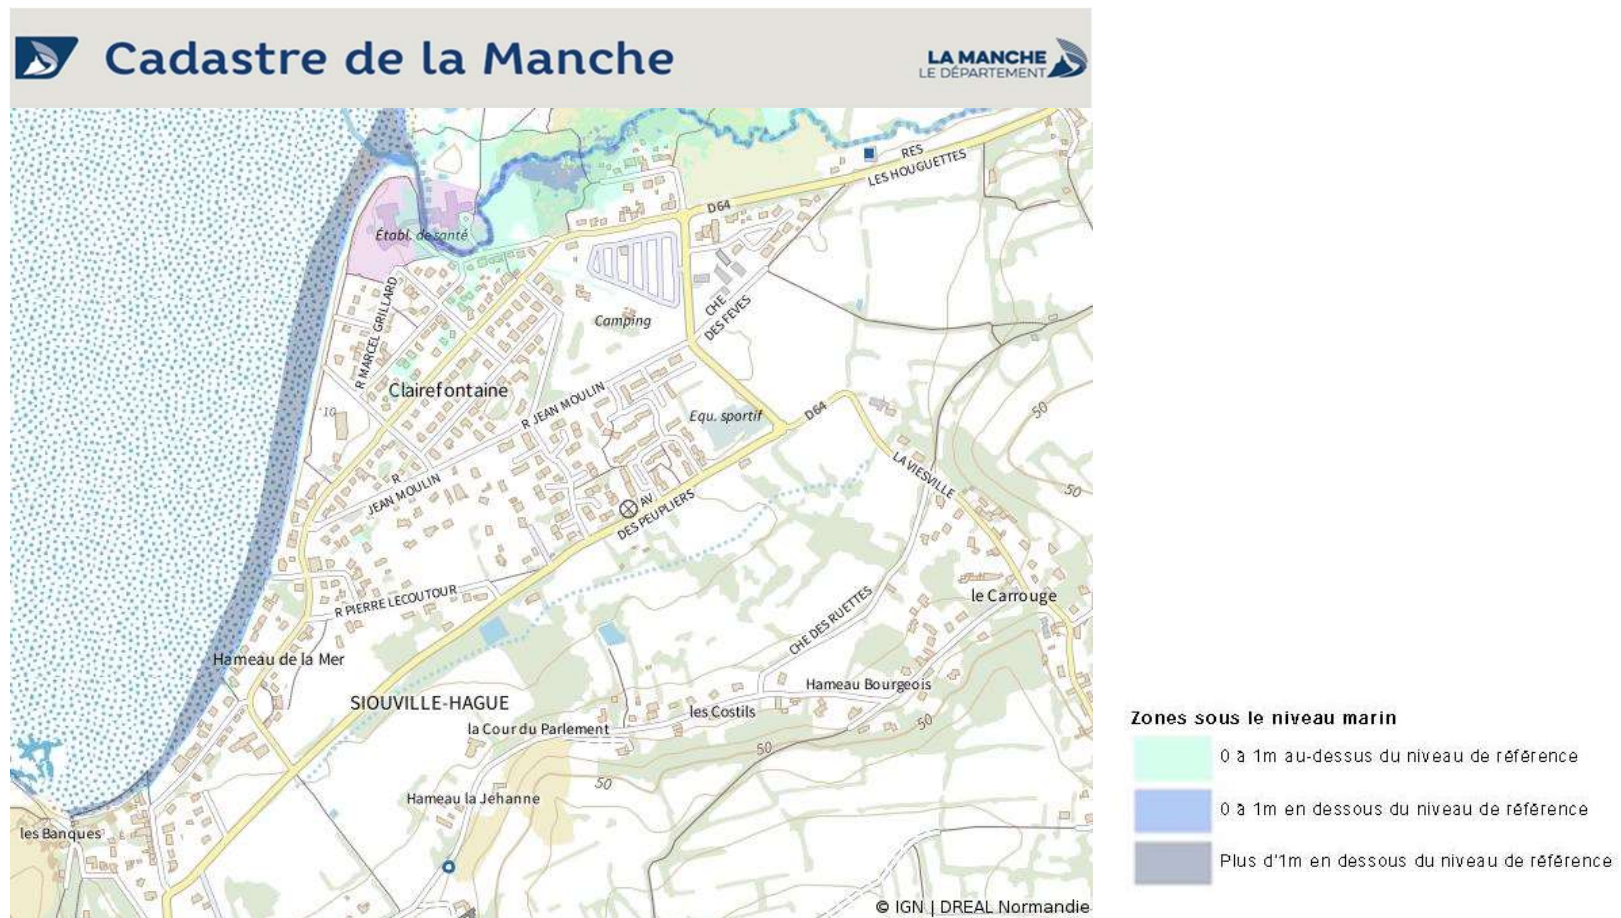 Cadastre de la Manche
LA MANCHE
LE DÉPARTEMENT
RES
LES HOUGUETTES
D64
Établ. de santé
CHE
DES FEVES
Camping
R MARCEL GRILLARD
Clairefontaine
R JEAN MOULIN
10
Equ. sportif
D64
50
LA VIESVILLE
50
R
JEAN MOULIN
AV
DES PEUPLIERS
R PIERRE LECOUTOUR
CHE DES RUETTES
le Carrouge
Hameau de la Mer
Hameau Bourgeois
SIOUVILLE-HAGUE
les Costils
50
la Cour du Parlement
50
50
Hameau la Jéhanne
les Banques
© IGN | DREAL Normandie
Zones sous le niveau marin
0 à 1m au-dessus du niveau de référence
0 à 1m en dessous du niveau de référence
Plus d'1m en dessous du niveau de référence